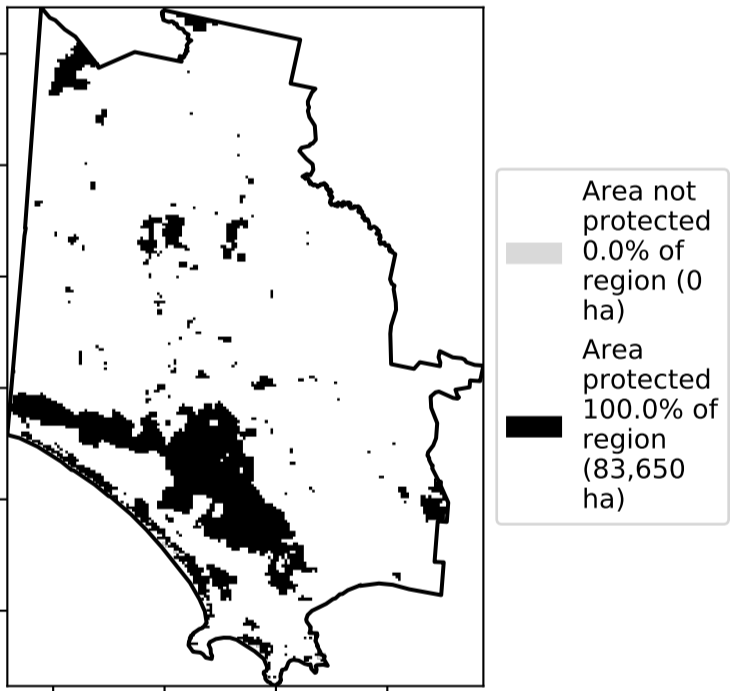 Area not
protected
0.0% of
region (0
ha)
Area
protected
100.0% of
region
(83,650
ha)